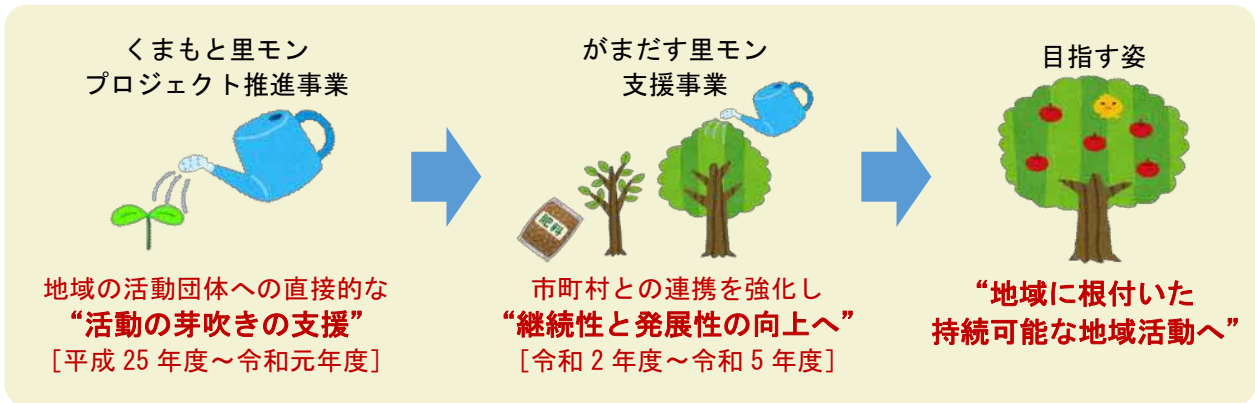 くまもと里モン
プロジェクト推進事業
地域の活動団体への直接的な
“活動の芽吹きの支援”
[平成 25 年度～令和元年度]
がまだす里モン
支援事業
肥料
市町村との連携を強化し
“継続性と発展性の向上へ”
[令和 2 年度～令和 5 年度]
目指す姿
“地域に根付いた
持続可能な地域活動へ”